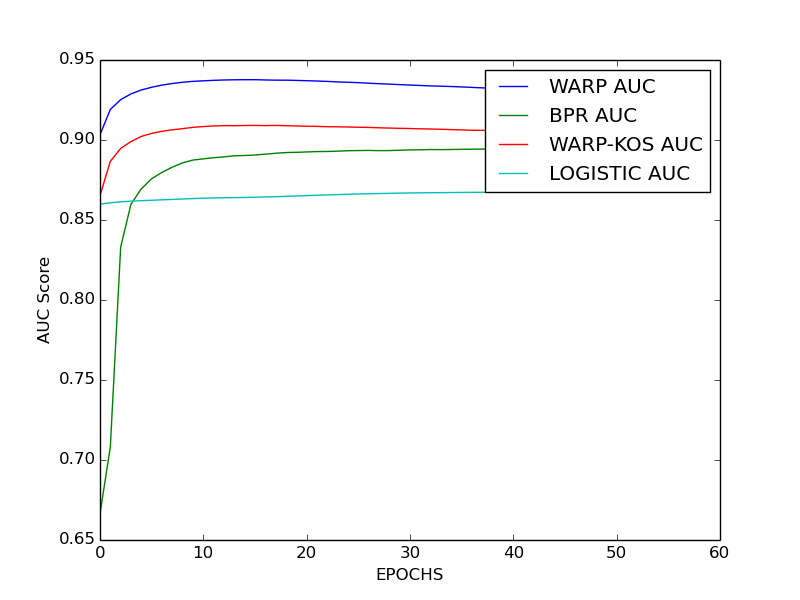 0.95
0.90
0.85
0.80
0.75
0.70
0.65
AUC Score
WARP AUC
BPR AUC
WARP-KOS AUC
LOGISTIC AUC
0 10 20 30 40 50 60
EPOCHS